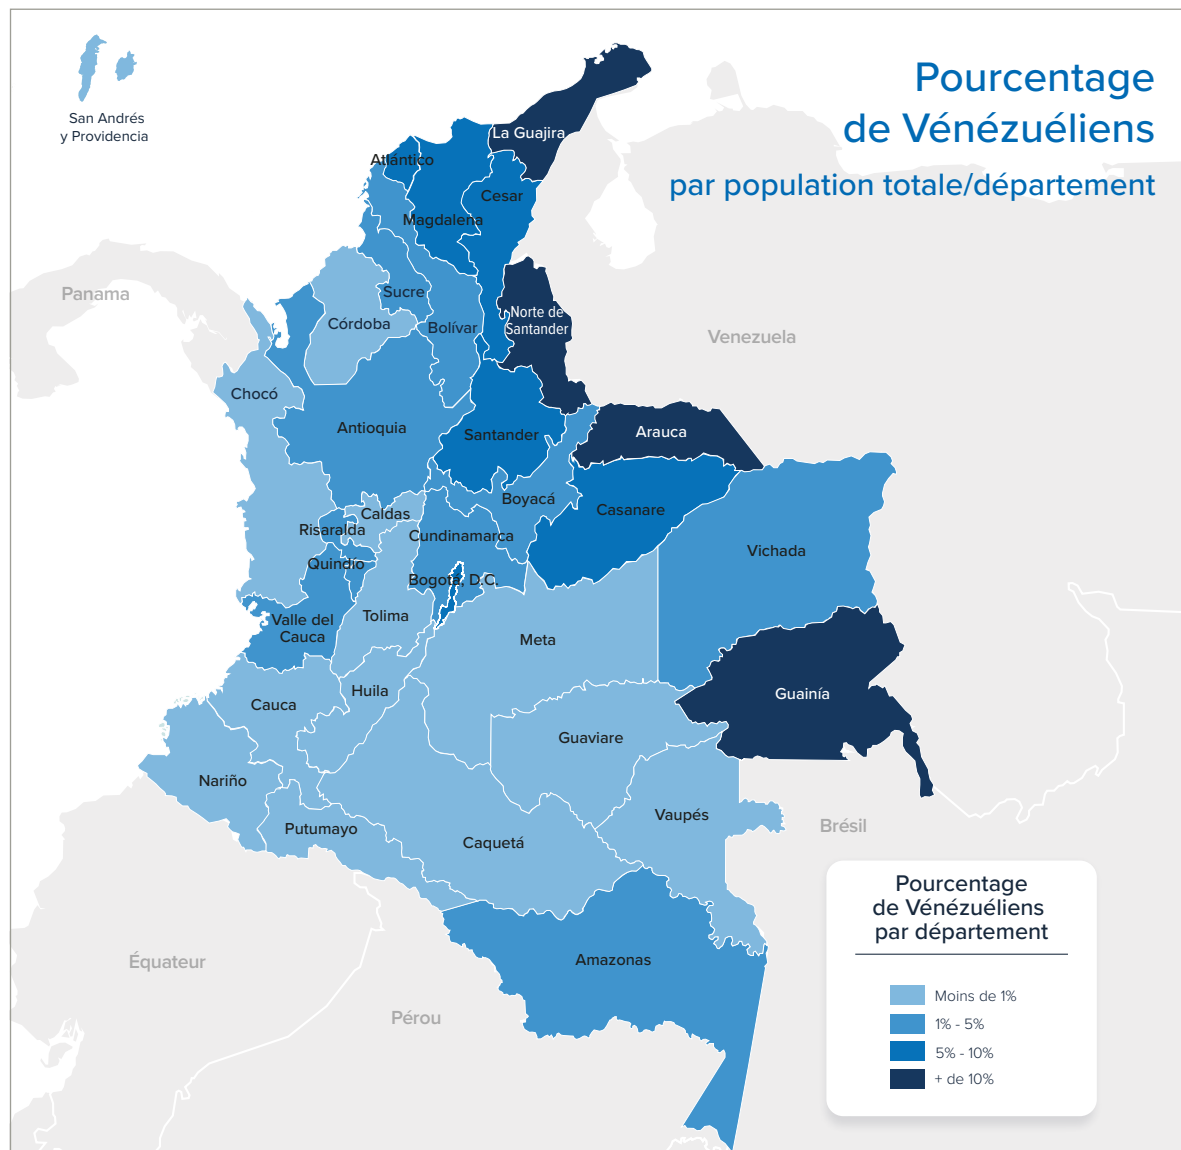 Pourcentage
de Vénézuéliens
par population totale/département
San Andrés
y Providencia
La Guajira
Atlántico
Cesar
Magdalena
Panama
Sucre
Norte de
Santander
Córdoba
Bolívar
Venezuela
Chocó
Antioquia
Santander
Arauca
Boyacá
Casanare
Caldas
Risaralda
Cundinamarca
Vichada
Quindío
Bogota, D.C.
Tolima
Valle del
Cauca
Meta
Huila
Guainía
Cauca
Guaviare
Nariño
Vaupés
Putumayo
Brésil
Caquetá
Équateur
Amazonas
Pérou
Pourcentage
de Vénézuéliens
par département
Moins de 1%
1% - 5%
5% - 10%
+ de 10%